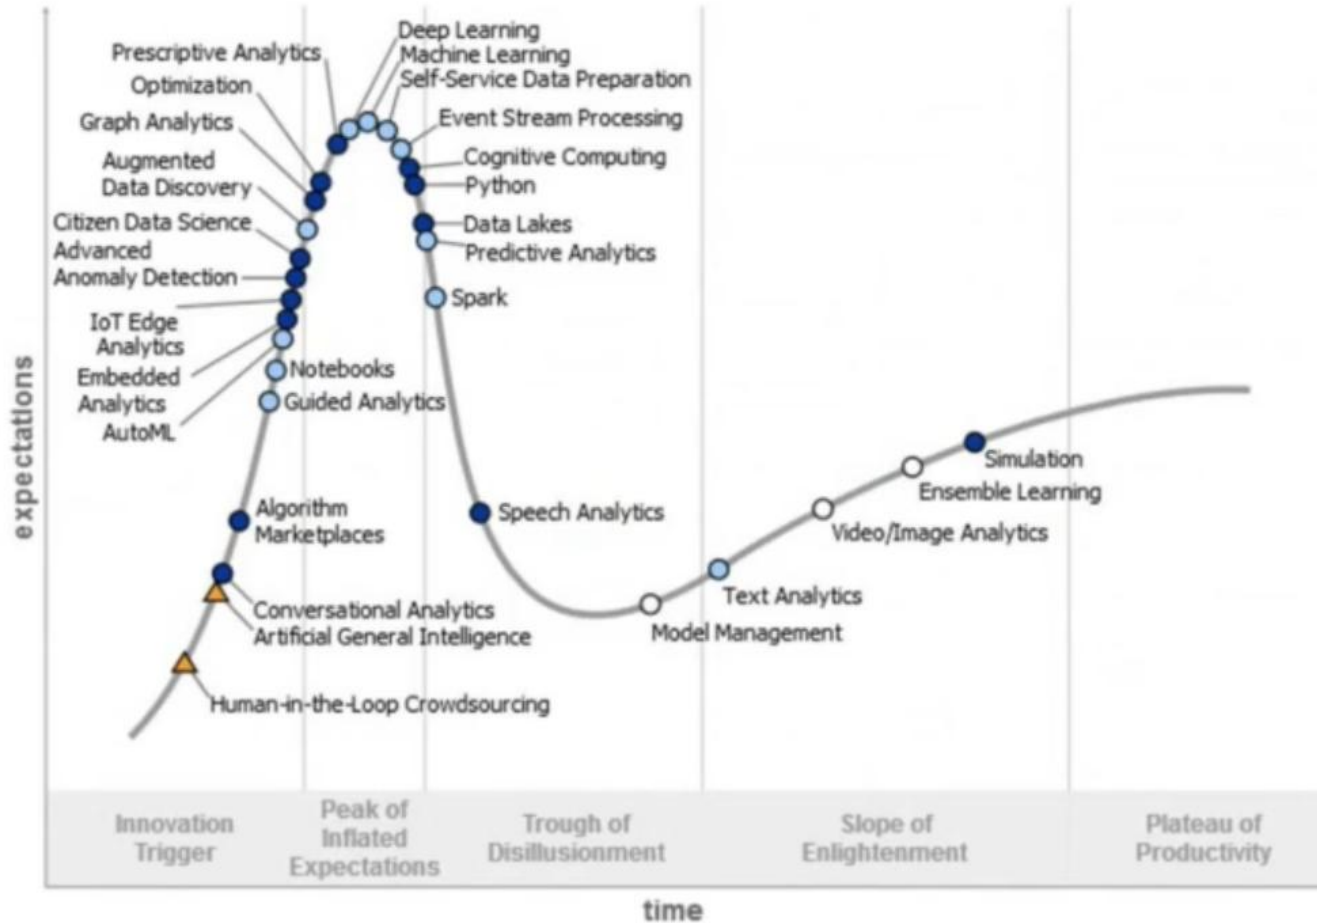 Deep Learning
Prescriptive Analytics
Machine Learning
Optimization
Self-Service Data Preparation
Graph Analytics
Event Stream Processing
Augmented
Data Discovery
Cognitive Computing
Python
Citizen Data Science
Data Lakes
Advanced
Anomaly Detection
Predictive Analytics
IoT Edge
Analytics
Spark
Embedded
Analytics
Notebooks
AutoML
Guided Analytics
expectations
Algorithm
Marketplaces
Speech Analytics
Simulation
Ensemble Learning
Video/Image Analytics
Text Analytics
Model Management
Conversational Analytics
Artificial General Intelligence
Human-in-the-Loop Crowdsourcing
Innovation
Trigger
Peak of
Inflated
Expectations
Trough of
Disillusionment
Slope of
Enlightenment
Plateau of
Productivity
time